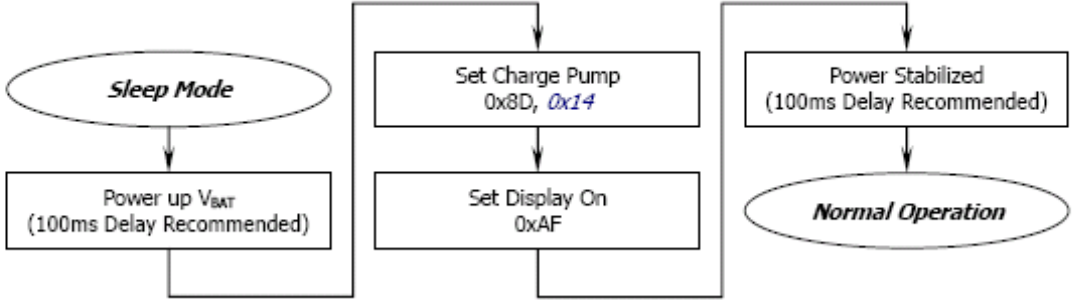 Sleep Mode
Power up VBAT
(100ms Delay Recommended)
Set Charge Pump
0x8D, 0x14
Set Display On
0xAF
Power Stabilized
(100ms Delay Recommended)
Normal Operation